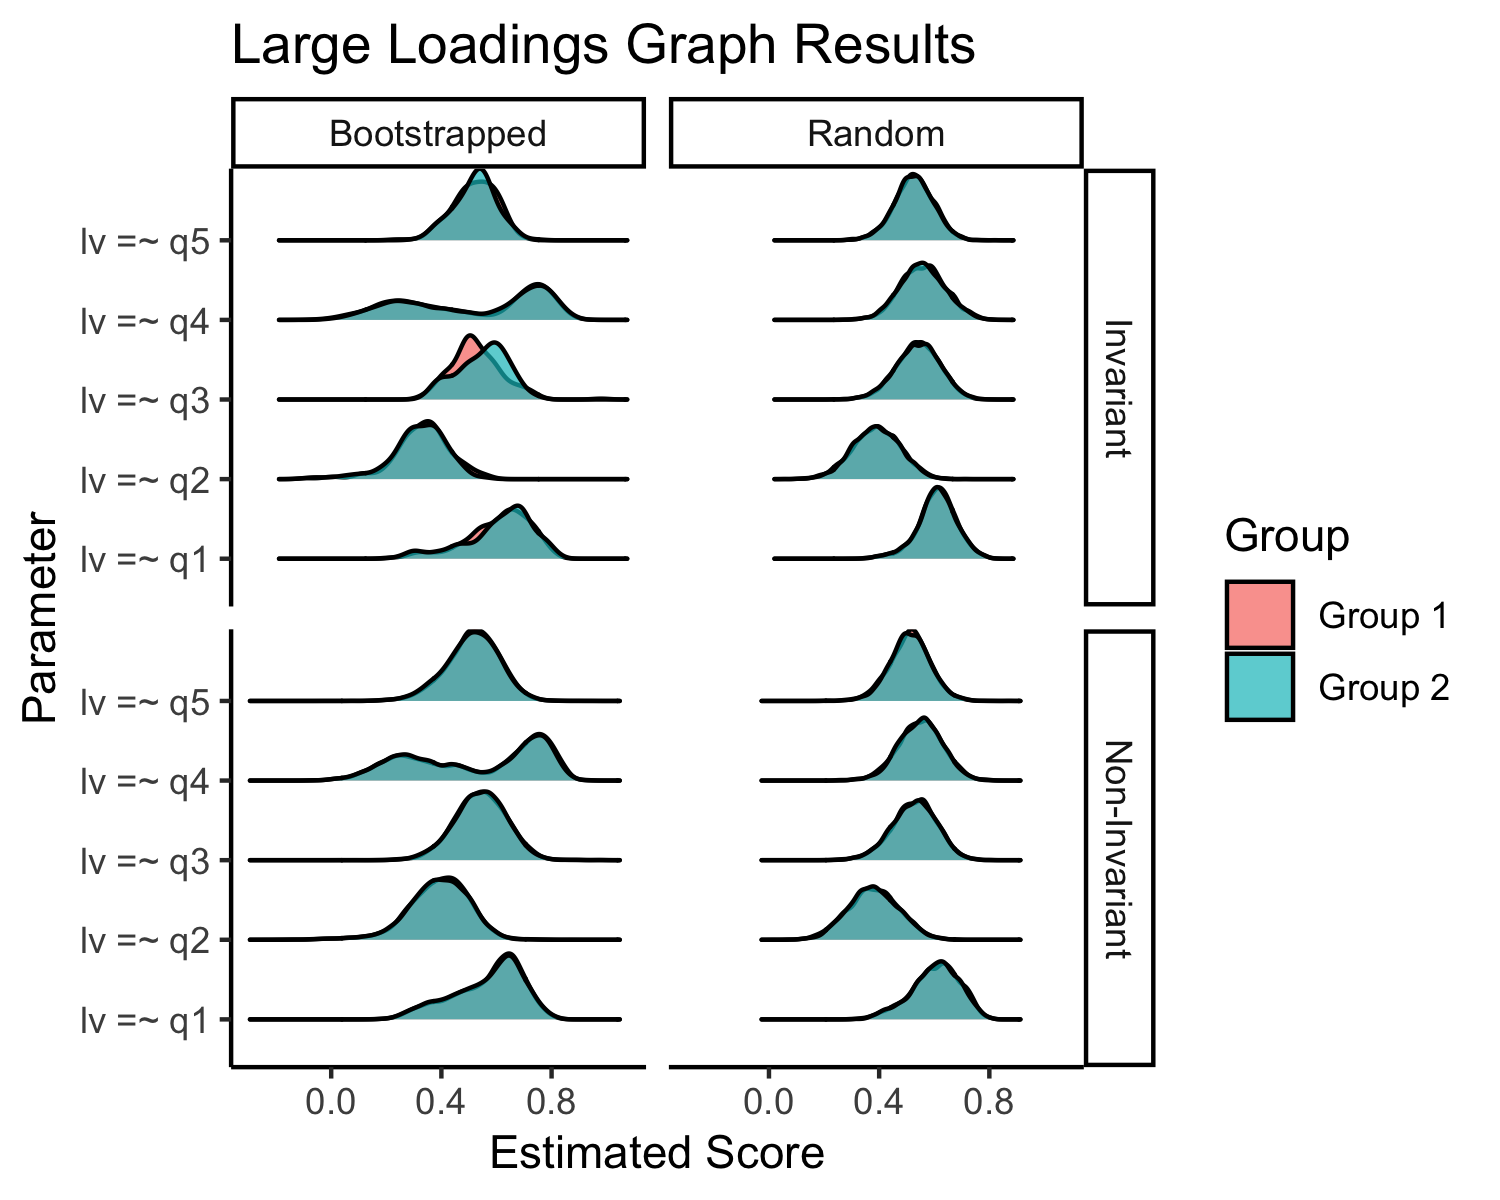 Large Loadings Graph Results
Bootstrapped
Random
lv =~ q5
lv =~ q4
lv =~ q3
lv =~ q2
lv =~ q1
Invariant
lv =~ q5
lv =~ q4
lv =~ q3
lv =~ q2
lv =~ q1
Non-Invariant
Parameter
0.0 0.4 0.8
0.0 0.4 0.8
Estimated Score
Group
Group 1
Group 2